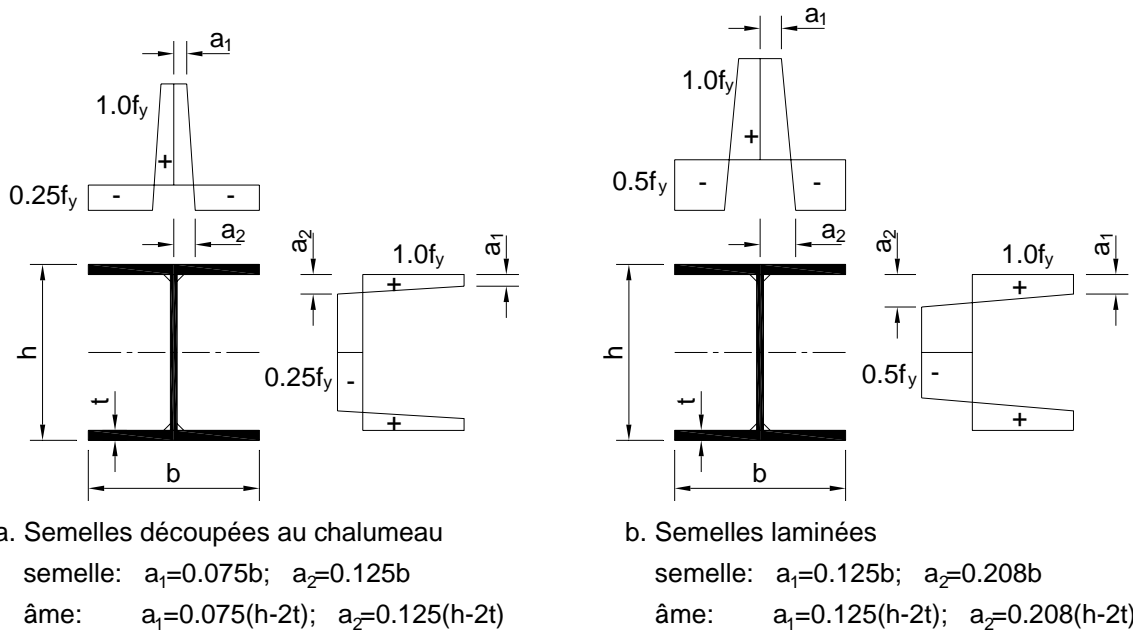 a₁
1.0fy
+
0.25fy
-
-
a₂
a₂
a₁
1.0fy
+
h
0.25fy
-
t
+
b
a₁
1.0fy
+
0.5fy
-
-
a₂
a₂
a₁
1.0fy
+
h
0.5fy
-
t
+
b
a. Semelles découpées au chalumeau
semelle: a₁=0.075b; a₂=0.125b
âme: a₁=0.075(h-2t); a₂=0.125(h-2t)
b. Semelles laminées
semelle: a₁=0.125b; a₂=0.208b
âme: a₁=0.125(h-2t); a₂=0.208(h-2t)